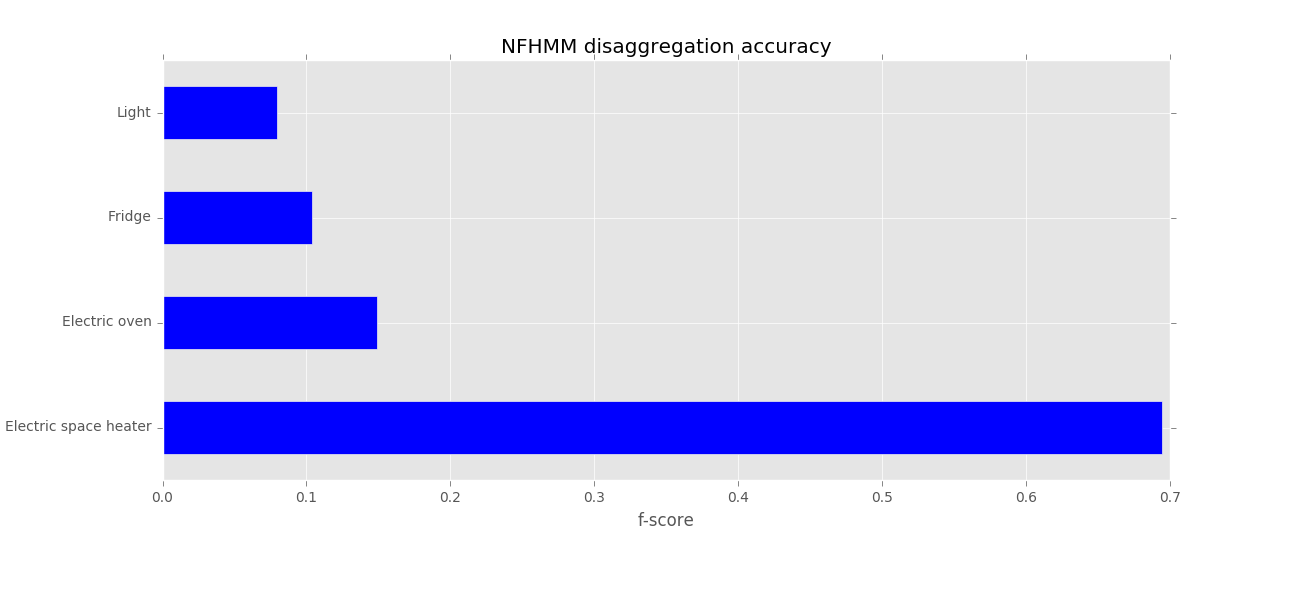 NFHMM disaggregation accuracy
Light
Fridge
Electric oven
Electric space heater
0.0 0.1 0.2 0.3 0.4 0.5 0.6 0.7
f-score